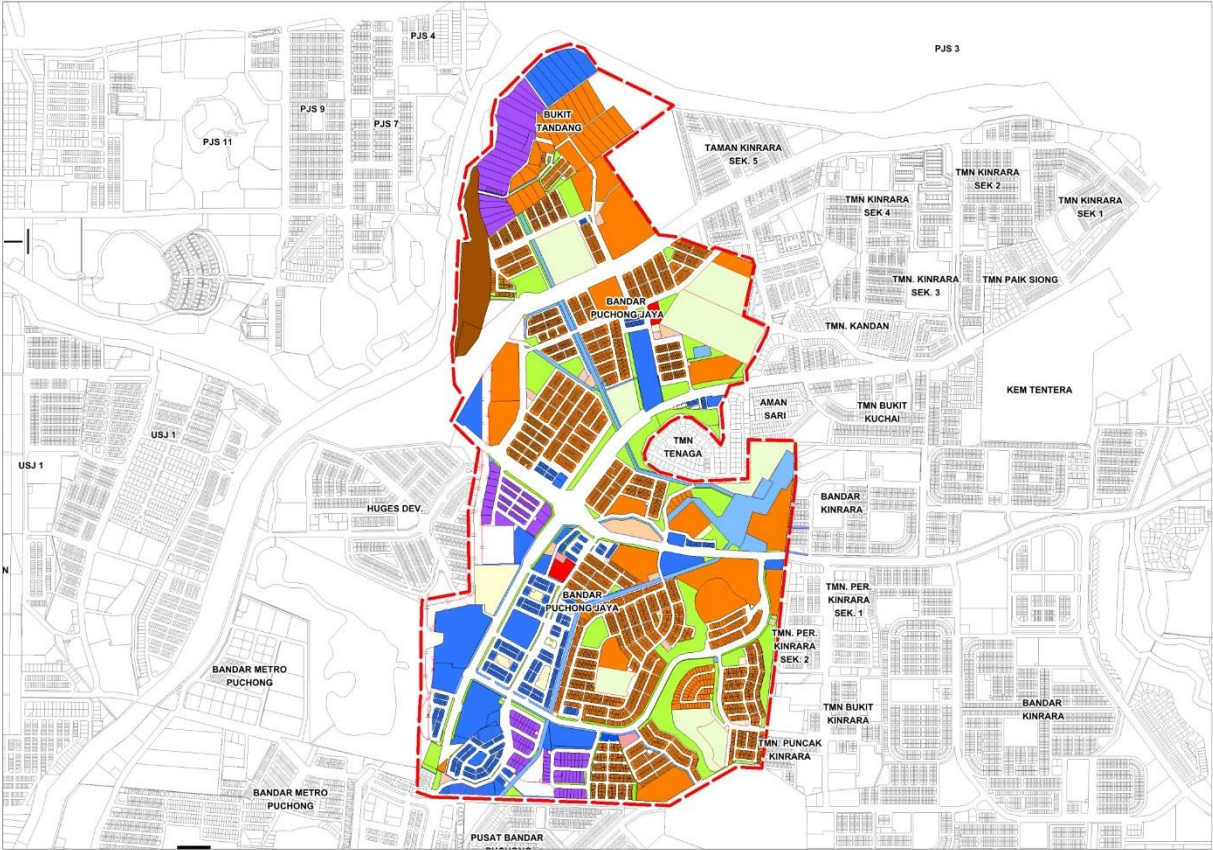 PJS 4
PJS 3
PJS 9
PJS 7
PJS 11
BUKIT
TANDANG
TAMAN KINRARA
SEK. 5
TMN KINRARA
SEK 2
TMN KINRARA
SEK 4
TMN KINRARA
SEK 1
TMN. KINRARA
SEK. 3
TMN PAIK SIONG
BANDAR
PUCHONG JAYA
TMN. KANDAN
KEM TENTERA
AMAN
SARI
TMN BUKIT
KUCHAI
USJ 1
TMN
TENAGA
USJ 1
HUGES DEV.
BANDAR
KINRARA
N
BANDAR
PUCHONG JAYA
TMN. PER.
KINRARA
SEK. 1
TMN. PER.
KINRARA
SEK. 2
BANDAR METRO
PUCHONG
TMN BUKIT
KINRARA
BANDAR
KINRARA
TMN. PUNCAK
KINRARA
BANDAR METRO
PUCHONG
PUSAT BANDAR
PUCHONG